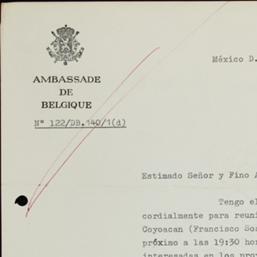 AMBASSADE
DE
BELGIQUE
N° 122/DB.140/1(d)
México D.
Estimado Señor y Fino A
Tengo el
cordialmente para reuni
Coyoacan (Francisco Soa
próximo a las 19:30 hor
interesadas en los pro